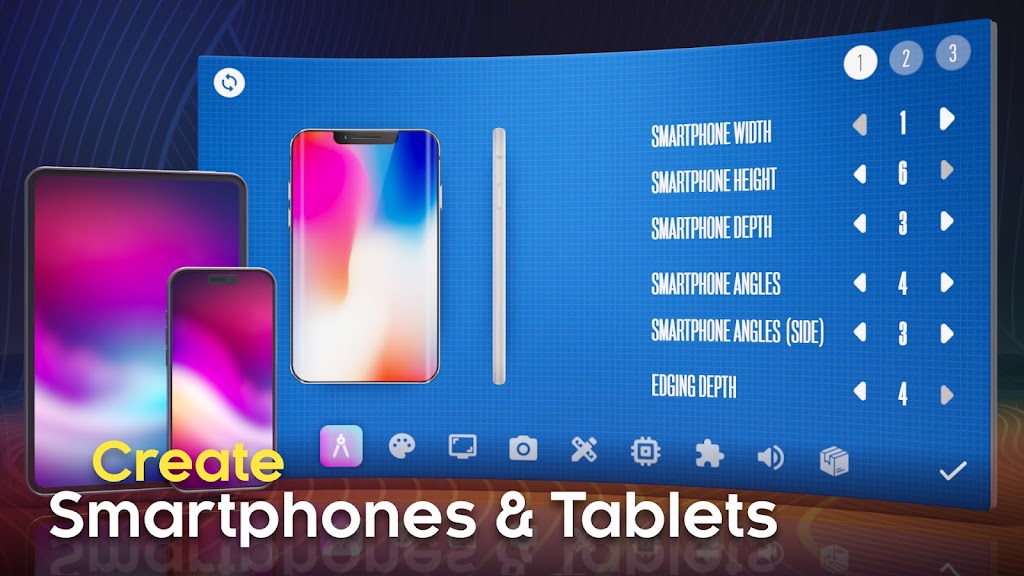 1 2 3
SMARTPHONE WIDTH 1
SMARTPHONE HEIGHT 6
SMARTPHONE DEPTH 3
SMARTPHONE ANGLES 4
SMARTPHONE ANGLES (SIDE) 3
EDGING DEPTH 4
Create
Smartphones & Tablets